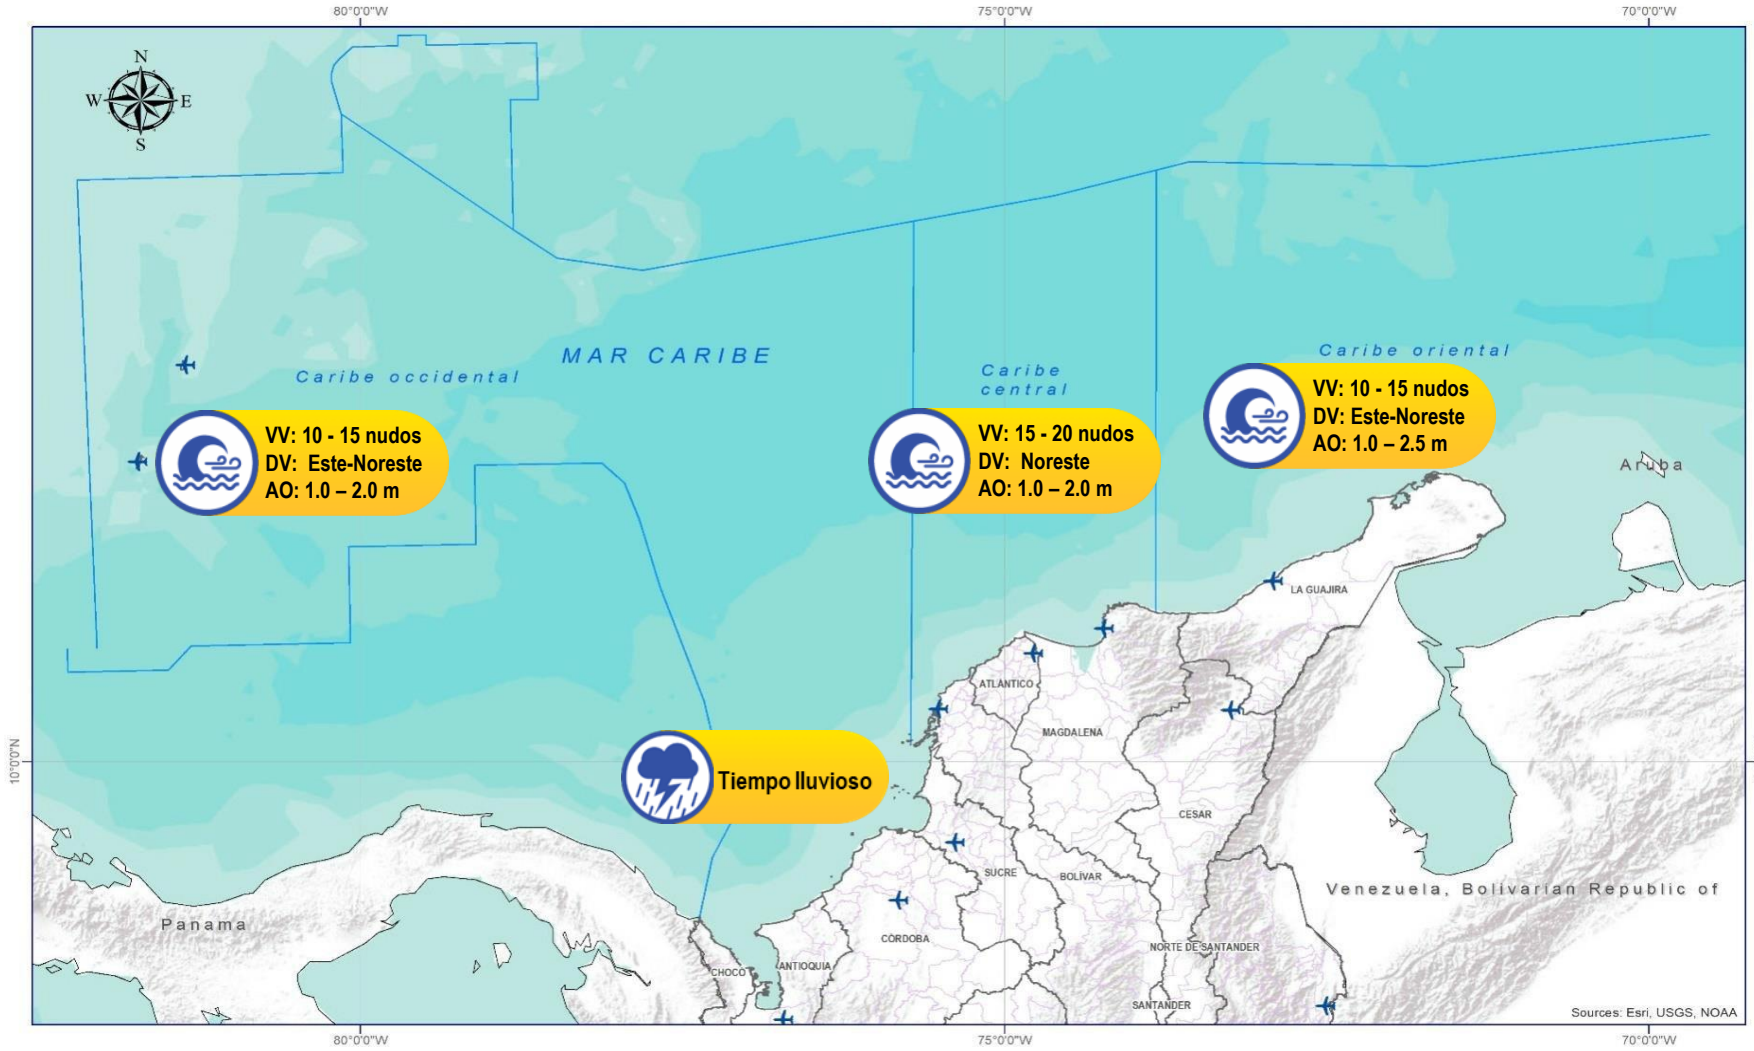 80°0'0"W
75°0'0"W
70°0'0"W
N
W
E
S
MAR CARIBE
Caribe occidental
Caribe
central
Caribe oriental
VV: 10 - 15 nudos
DV: Este-Noreste
AO: 1.0 – 2.0 m
VV: 15 - 20 nudos
DV: Noreste
AO: 1.0 – 2.0 m
VV: 10 - 15 nudos
DV: Este-Noreste
AO: 1.0 – 2.5 m
Aruba
LA GUAJIRA
ATLÁNTICO
MAGDALENA
10°0'0"N
Tiempo lluvioso
CESAR
SUCRE
BOLÍVAR
Venezuela, Bolivarian Republic of
Panama
CÓRDOBA
NORTE DE SANTANDER
CHOCÓ
ANTIOQUIA
SANTANDER
Sources: Esri, USGS, NOAA
80°0'0"W
75°0'0"W
70°0'0"W